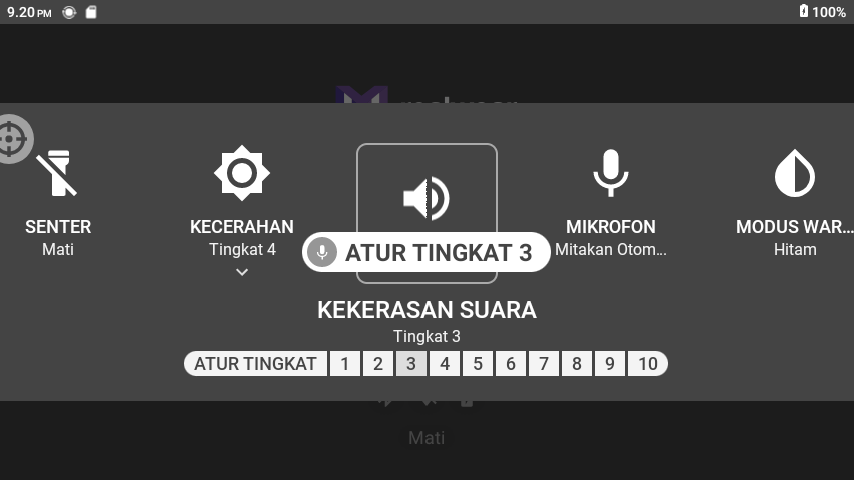 9.20 PM
100%
SENTER
Mati
KECERAHAN
Tingkat 4
MIKROFON
Mitakan Otom...
MODUS WAR...
Hitam
ATUR TINGKAT 3
KEKERASAN SUARA
Tingkat 3
ATUR TINGKAT 1 2 3 4 5 6 7 8 9 10
Mati